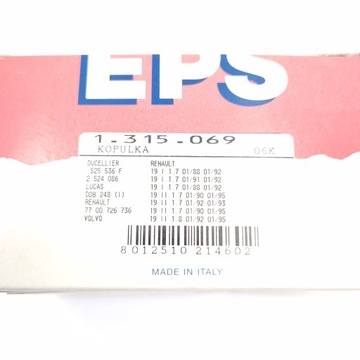 EPS
1.315.069
KOPULKA 06K
DUCELLIER RENAULT
525 536 F 19 I 1.7 01/88 01/92
2 524 086 19 I 1.7 01/91 01/92
LUCAS 19 I 1.7 01/88 01/92
DDB 248 (I) 19 II 1.7 01/90 01/95
RENAULT 19 II 1.7 01/92 01/93
77 00 726 736 19 II 1.7 01/90 01/95
VOLVO 19 II 1.8 01/92 01/95
8012510 214602
MADE IN ITALY